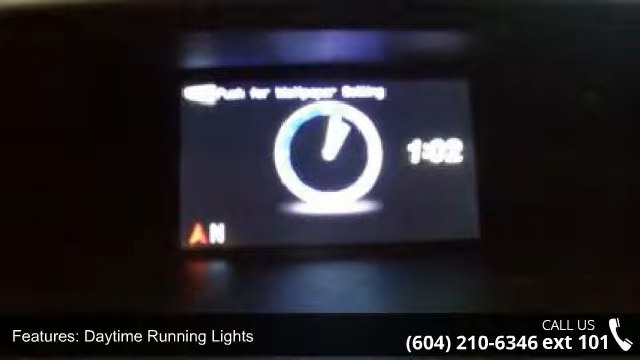 Push for Wallpaper Setting
1:02
N
Features: Daytime Running Lights
CALL US
(604) 210-6346 ext 101